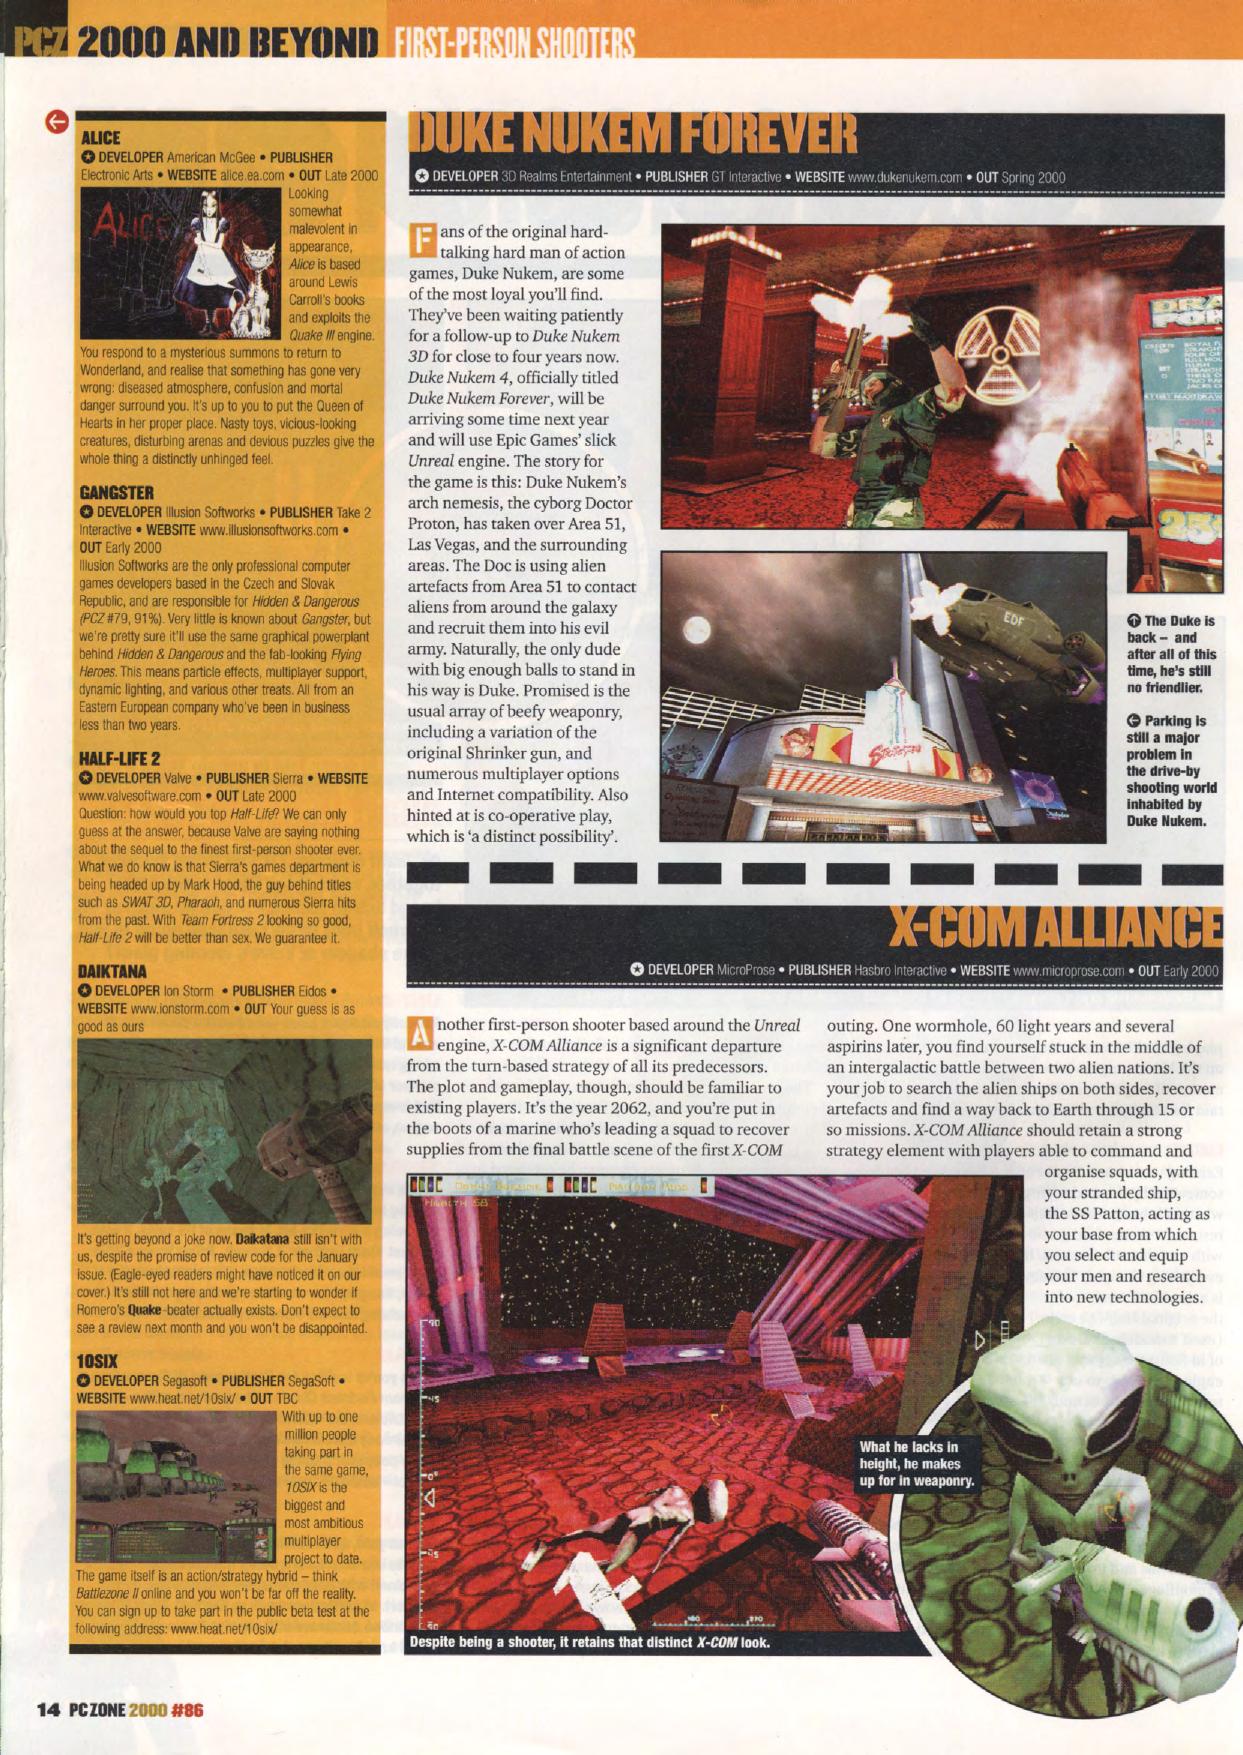 PCZ 2000 AND BEYOND FIRST-PERSON SHOOTERS
ALICE
DEVELOPER American McGee • PUBLISHER
Electronic Arts • WEBSITE alice.ea.com • OUT Late 2000
ALICE
Looking
somewhat
malevolent in
appearance,
Alice is based
around Lewis
Carroll's books
and exploits the
Quake III engine.
You respond to a mysterious summons to return to
Wonderland, and realise that something has gone very
wrong: diseased atmosphere, confusion and mortal
danger surround you. It's up to you to put the Queen of
Hearts in her proper place. Nasty toys, vicious-looking
creatures, disturbing arenas and devious puzzles give the
whole thing a distinctly unhinged feel.
GANGSTER
DEVELOPER Illusion Softworks • PUBLISHER Take 2
Interactive • WEBSITE www.illusionsoftworks.com •
OUT Early 2000
Illusion Softworks are the only professional computer
games developers based in the Czech and Slovak
Republic, and are responsible for Hidden & Dangerous
(PCZ #79, 91%). Very little is known about Gangster, but
we're pretty sure it'll use the same graphical powerplant
behind Hidden & Dangerous and the fab-looking Flying
Heroes. This means particle effects, multiplayer support,
dynamic lighting, and various other treats. All from an
Eastern European company who've been in business
less than two years.
HALF-LIFE 2
DEVELOPER Valve • PUBLISHER Sierra • WEBSITE
www.valvesoftware.com • OUT Late 2000
Question: how would you top Half-Life? We can only
guess at the answer, because Valve are saying nothing
about the sequel to the finest first-person shooter ever.
What we do know is that Sierra's games department is
being headed up by Mark Hood, the guy behind titles
such as SWAT 3D, Pharaoh, and numerous Sierra hits
from the past. With Team Fortress 2 looking so good,
Half-Life 2 will be better than sex. We guarantee it.
DAIKTANA
DEVELOPER Ion Storm • PUBLISHER Eidos •
WEBSITE www.ionstorm.com • OUT Your guess is as
good as ours
It's getting beyond a joke now. Daikatana still isn't with
us, despite the promise of review code for the January
issue. (Eagle-eyed readers might have noticed it on our
cover.) It's still not here and we're starting to wonder if
Romero's Quake-beater actually exists. Don't expect to
see a review next month and you won't be disappointed.
10SIX
DEVELOPER Segasoft • PUBLISHER SegaSoft •
WEBSITE www.heat.net/10six/ • OUT TBC
With up to one
million people
taking part in
the same game,
10SIX is the
biggest and
most ambitious
multiplayer
project to date.
The game itself is an action/strategy hybrid – think
Battlezone II online and you won't be far off the reality.
You can sign up to take part in the public beta test at the
following address: www.heat.net/10six/
DUKE NUKEM FOREVER
DEVELOPER 3D Realms Entertainment • PUBLISHER GT Interactive • WEBSITE www.dukenukem.com • OUT Spring 2000
Fans of the original hard-
talking hard man of action
games, Duke Nukem, are some
of the most loyal you'll find.
They've been waiting patiently
for a follow-up to Duke Nukem
3D for close to four years now.
Duke Nukem 4, officially titled
Duke Nukem Forever, will be
arriving some time next year
and will use Epic Games' slick
Unreal engine. The story for
the game is this: Duke Nukem's
arch nemesis, the cyborg Doctor
Proton, has taken over Area 51,
Las Vegas, and the surrounding
areas. The Doc is using alien
artefacts from Area 51 to contact
aliens from around the galaxy
and recruit them into his evil
army. Naturally, the only dude
with big enough balls to stand in
his way is Duke. Promised is the
usual array of beefy weaponry,
including a variation of the
original Shrinker gun, and
numerous multiplayer options
and Internet compatibility. Also
hinted at is co-operative play,
which is 'a distinct possibility'.
EDF
The Duke is
back – and
after all of this
time, he's still
no friendlier.
Parking is
still a major
problem in
the drive-by
shooting world
inhabited by
Duke Nukem.
X-COM ALLIANCE
DEVELOPER MicroProse • PUBLISHER Hasbro Interactive • WEBSITE www.microprose.com • OUT Early 2000
Another first-person shooter based around the Unreal
engine, X-COM Alliance is a significant departure
from the turn-based strategy of all its predecessors.
The plot and gameplay, though, should be familiar to
existing players. It's the year 2062, and you're put in
the boots of a marine who's leading a squad to recover
supplies from the final battle scene of the first X-COM
outing. One wormhole, 60 light years and several
aspirins later, you find yourself stuck in the middle of
an intergalactic battle between two alien nations. It's
your job to search the alien ships on both sides, recover
artefacts and find a way back to Earth through 15 or
so missions. X-COM Alliance should retain a strong
strategy element with players able to command and
organise squads, with
your stranded ship,
the SS Patton, acting as
your base from which
you select and equip
your men and research
into new technologies.
HEALTH 58
What he lacks in
height, he makes
up for in weaponry.
Despite being a shooter, it retains that distinct X-COM look.
14 PC ZONE 2000 #86